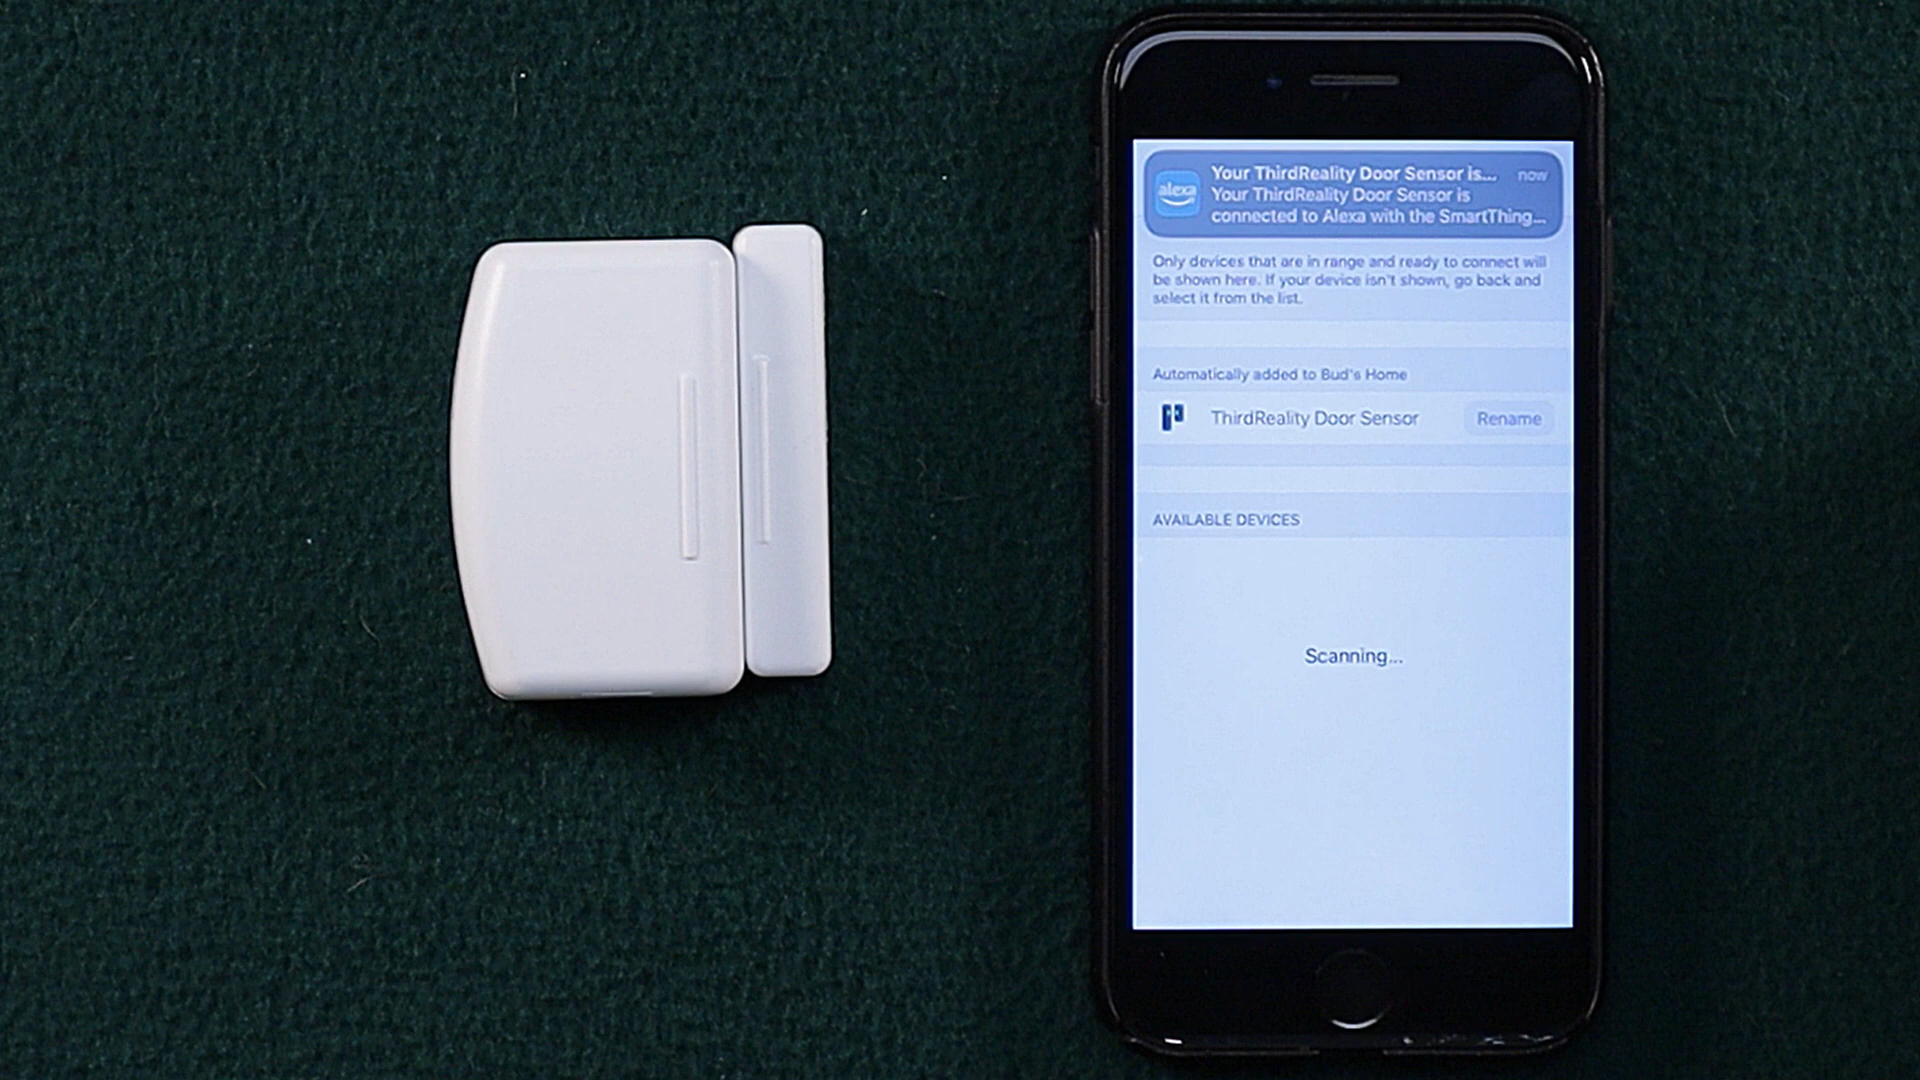 Your ThirdReality Door Sensor is... now
alexa
Your ThirdReality Door Sensor is
connected to Alexa with the SmartThing...
Only devices that are in range and ready to connect will
be shown here. If your device isn't shown, go back and
select it from the list.
Automatically added to Bud's Home
ThirdReality Door Sensor Rename
AVAILABLE DEVICES
Scanning...